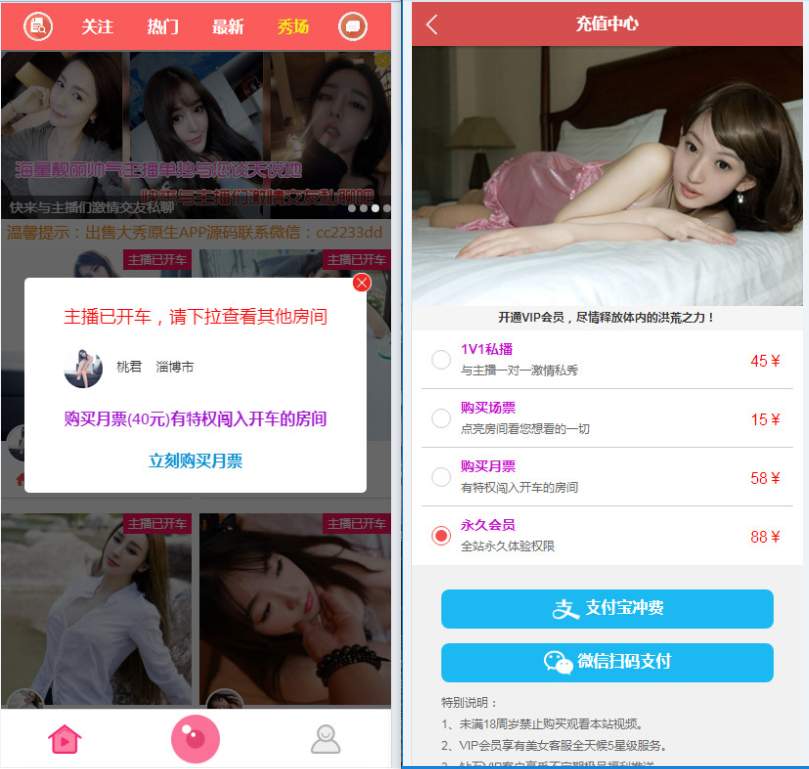 关注 热门 最新 秀场
海量靓丽帅气主播单独与您谈天说地
快来与主播们激情交友私聊吧
快来与主播们激情交友私聊
温馨提示：出售大秀原生APP源码联系微信：cc2233dd
主播已开车 主播已开车
主播已开车，请下拉查看其他房间
桃君 淄博市
购买月票(40元)有特权闯入开车的房间
立刻购买月票
主播已开车 主播已开车
充值中心
开通VIP会员，尽情释放体内的洪荒之力！
1V1私播
与主播一对一激情私秀
45￥
购买场票
点亮房间看您想看的一切
15￥
购买月票
有特权闯入开车的房间
58￥
永久会员
全站永久体验权限
88￥
支 支付宝冲费
微信扫码支付
特别说明：
1、未满18周岁禁止购买观看本站视频。
2、VIP会员享有美女客服全天候5星级服务。